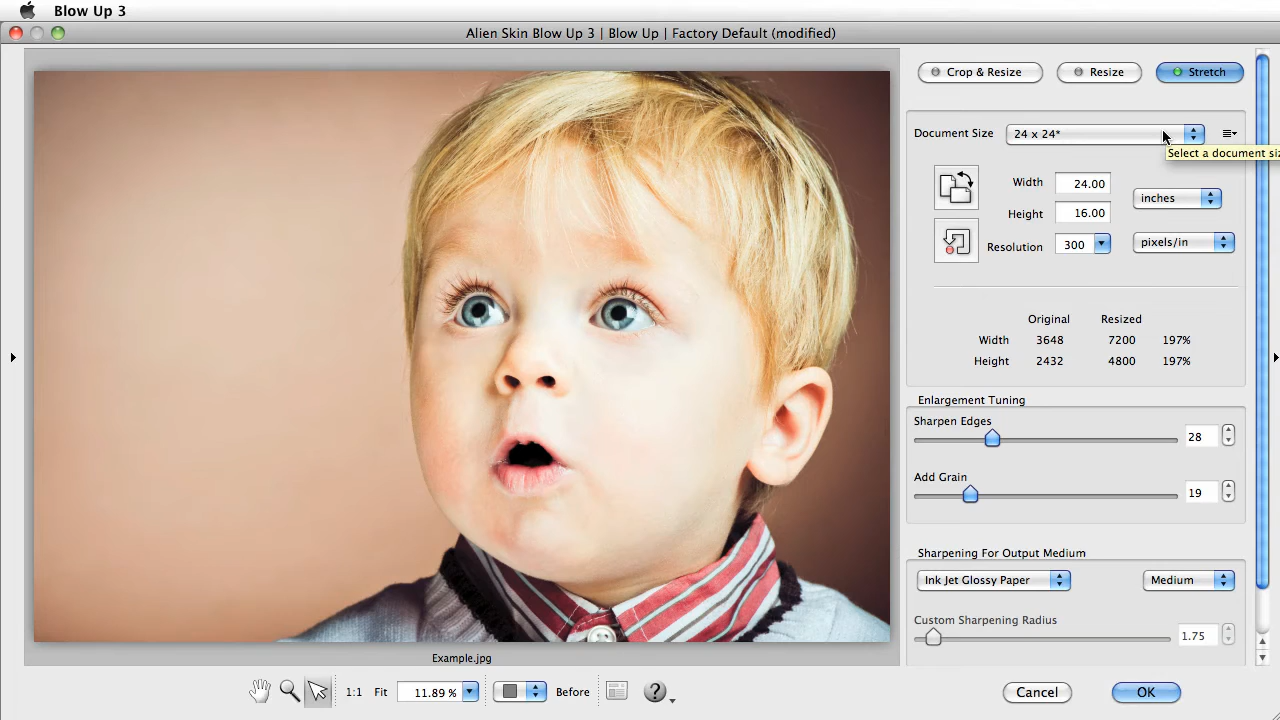 Blow Up 3
Alien Skin Blow Up 3 | Blow Up | Factory Default (modified)
Crop & Resize
Resize
Stretch
Document Size
24 x 24*
Select a document siz
Width
24.00
inches
Height
16.00
Resolution
300
pixels/in
Original
Resized
Width
3648
7200
197%
Height
2432
4800
197%
Enlargement Tuning
Sharpen Edges
28
Add Grain
19
Sharpening For Output Medium
Ink Jet Glossy Paper
Medium
Custom Sharpening Radius
1.75
Example.jpg
1:1
Fit
11.89 %
Before
?
Cancel
OK